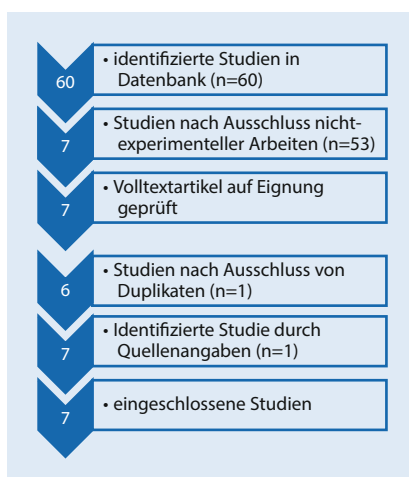 60
• identifizierte Studien in
Datenbank (n=60)
7
• Studien nach Ausschluss nicht-
experimenteller Arbeiten (n=53)
7
• Volltextartikel auf Eignung
geprüft
6
• Studien nach Ausschluss von
Duplikaten (n=1)
7
• Identifizierte Studie durch
Quellenangaben (n=1)
7
• eingeschlossene Studien